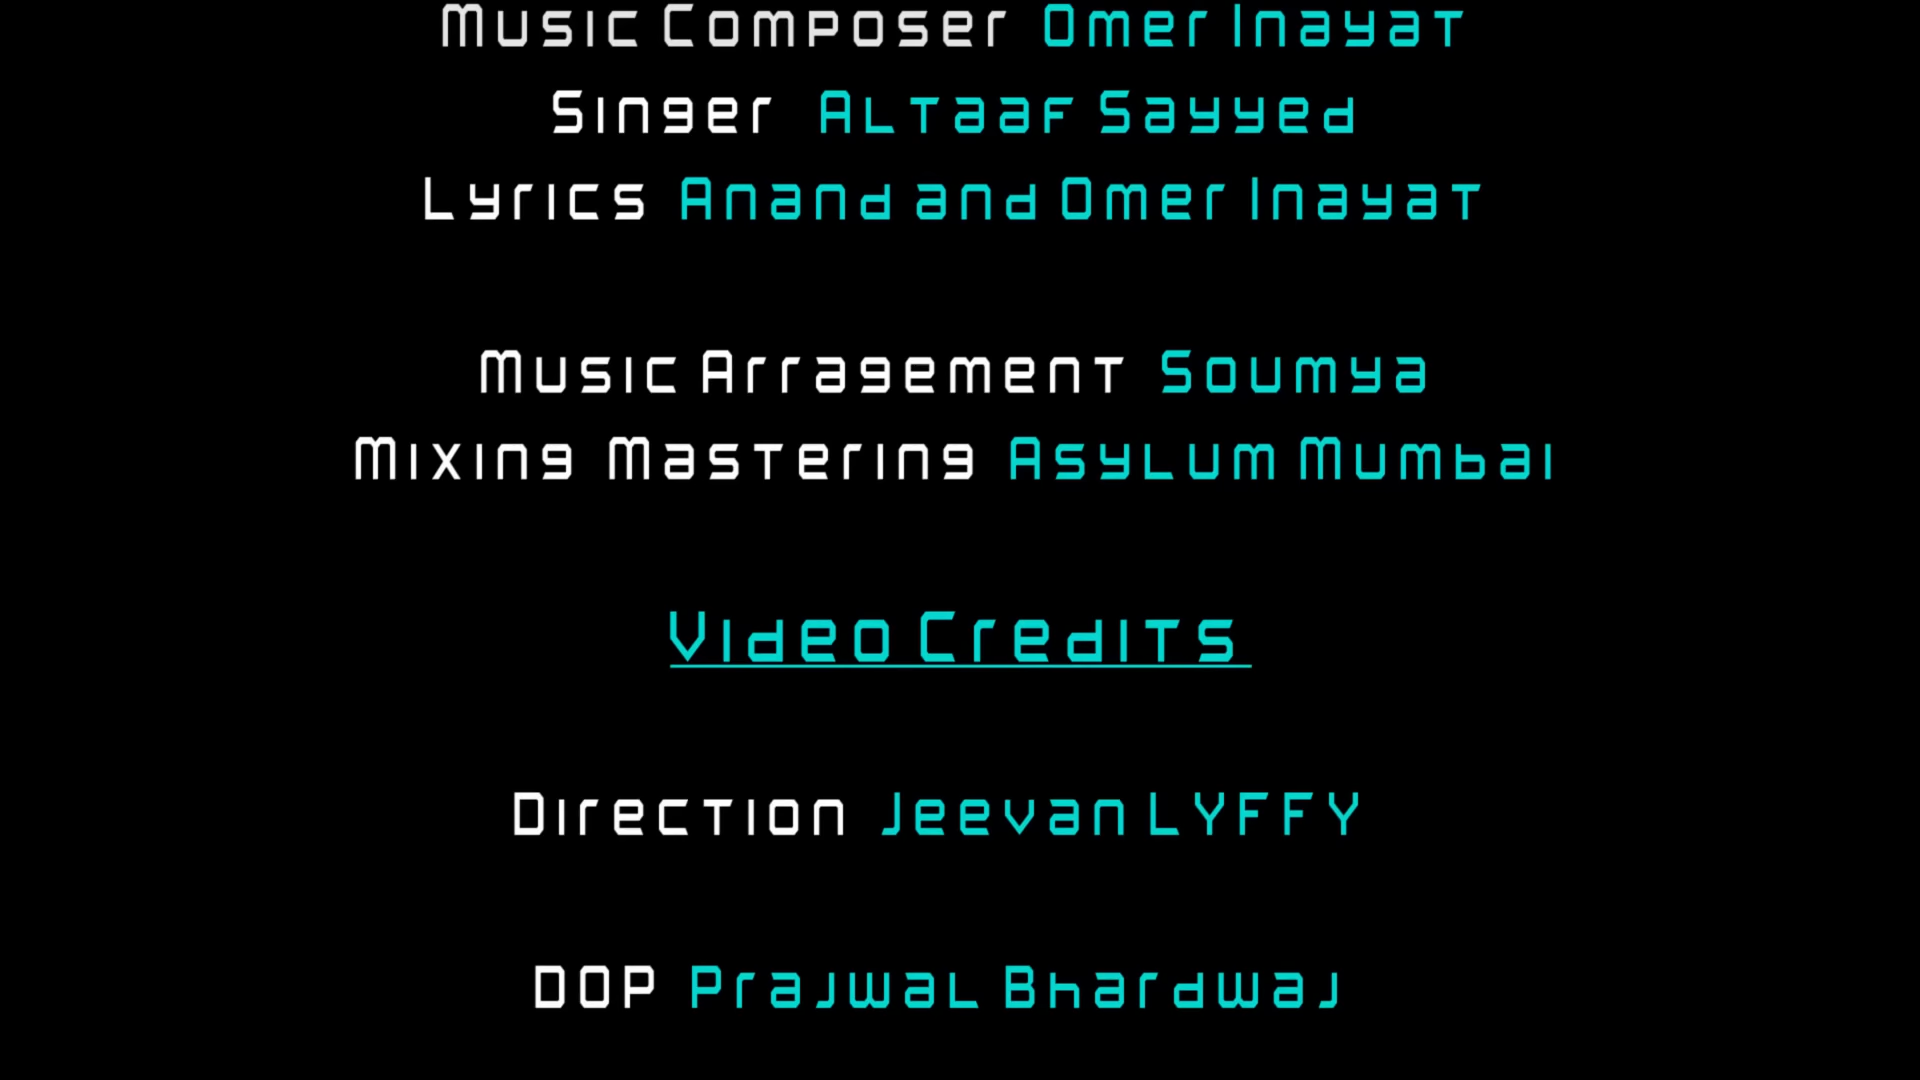 Music Composer Omer Inayat
Singer Altaaf Sayyed
Lyrics Anand and Omer Inayat
Music Arragement Soumya
Mixing Mastering Asylum Mumbai
Video Credits
Direction Jeevan LYFFY
DOP Prajwal Bhardwaj